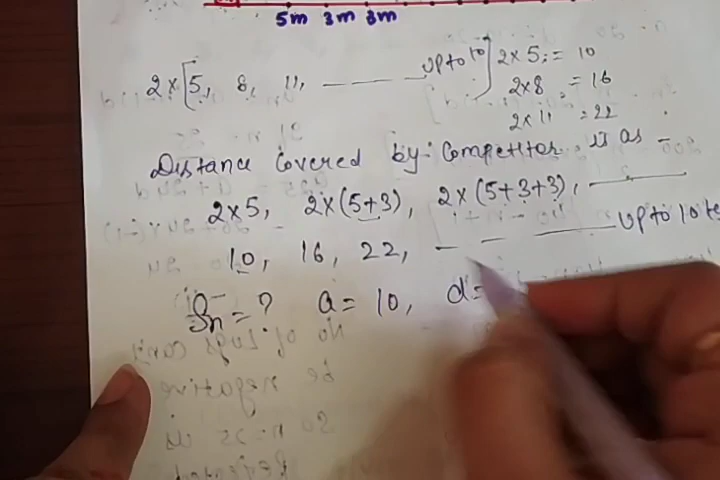 5m 3m 3m
2×[5, 8, 11, ———— upto 10]
2×5 = 10
2×8 = 16
2×11 = 22
Distance Covered by Competitor is as -
2×5, 2×(5+3), 2×(5+3+3), ———
10, 16, 22, — — —— upto 10 te
Sn = ? a = 10, d =